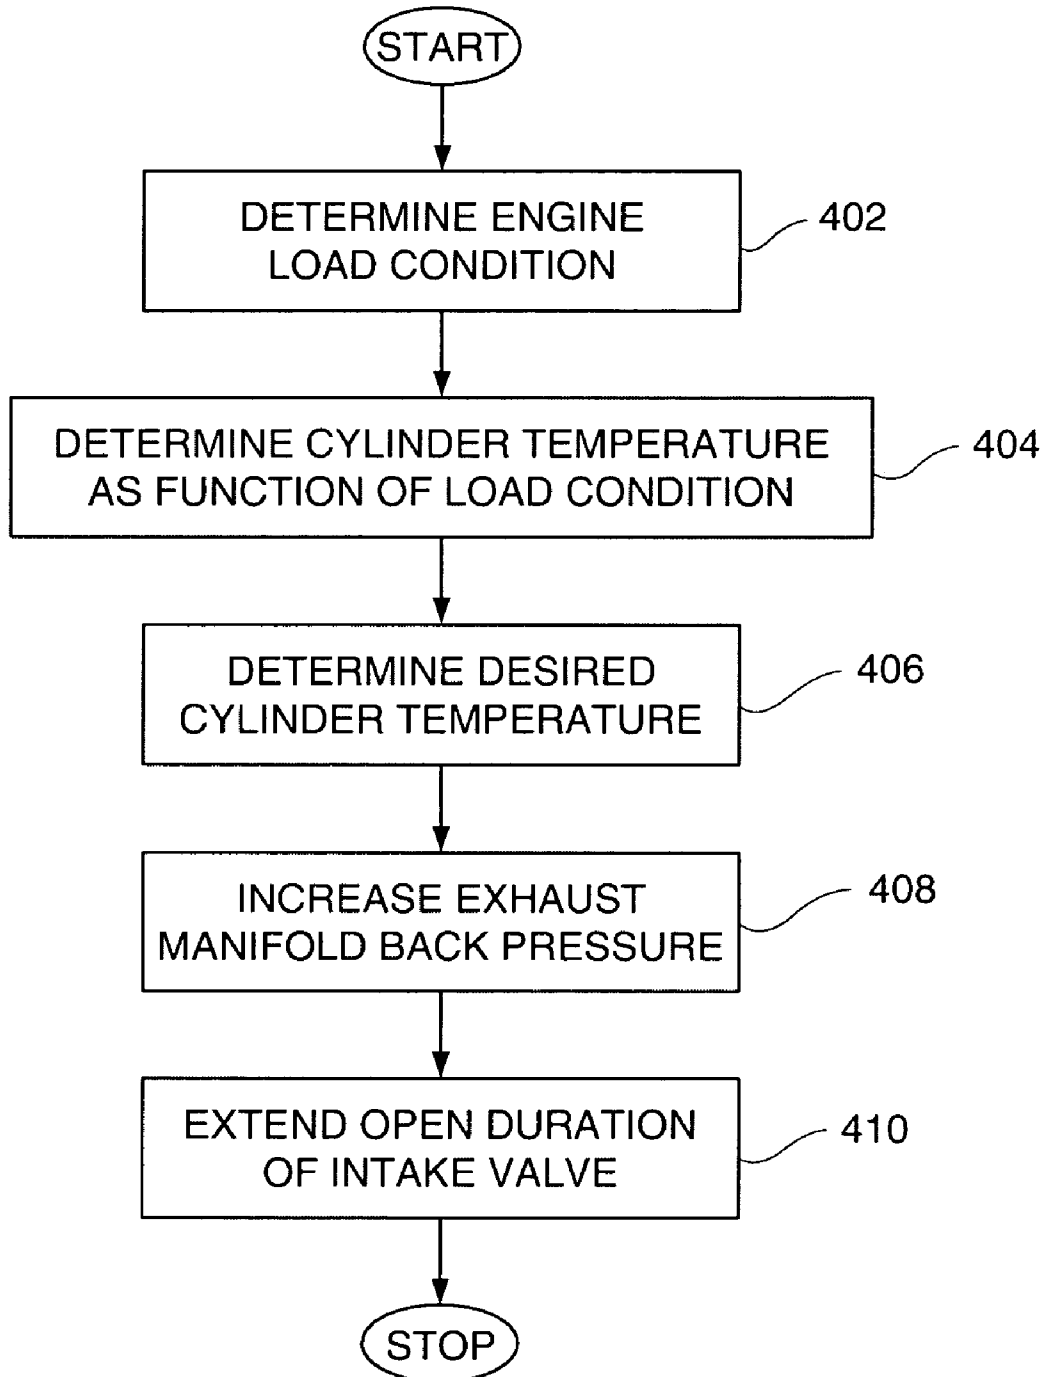 START
DETERMINE ENGINE
LOAD CONDITION
402
DETERMINE CYLINDER TEMPERATURE
AS FUNCTION OF LOAD CONDITION
404
DETERMINE DESIRED
CYLINDER TEMPERATURE
406
INCREASE EXHAUST
MANIFOLD BACK PRESSURE
408
EXTEND OPEN DURATION
OF INTAKE VALVE
410
STOP